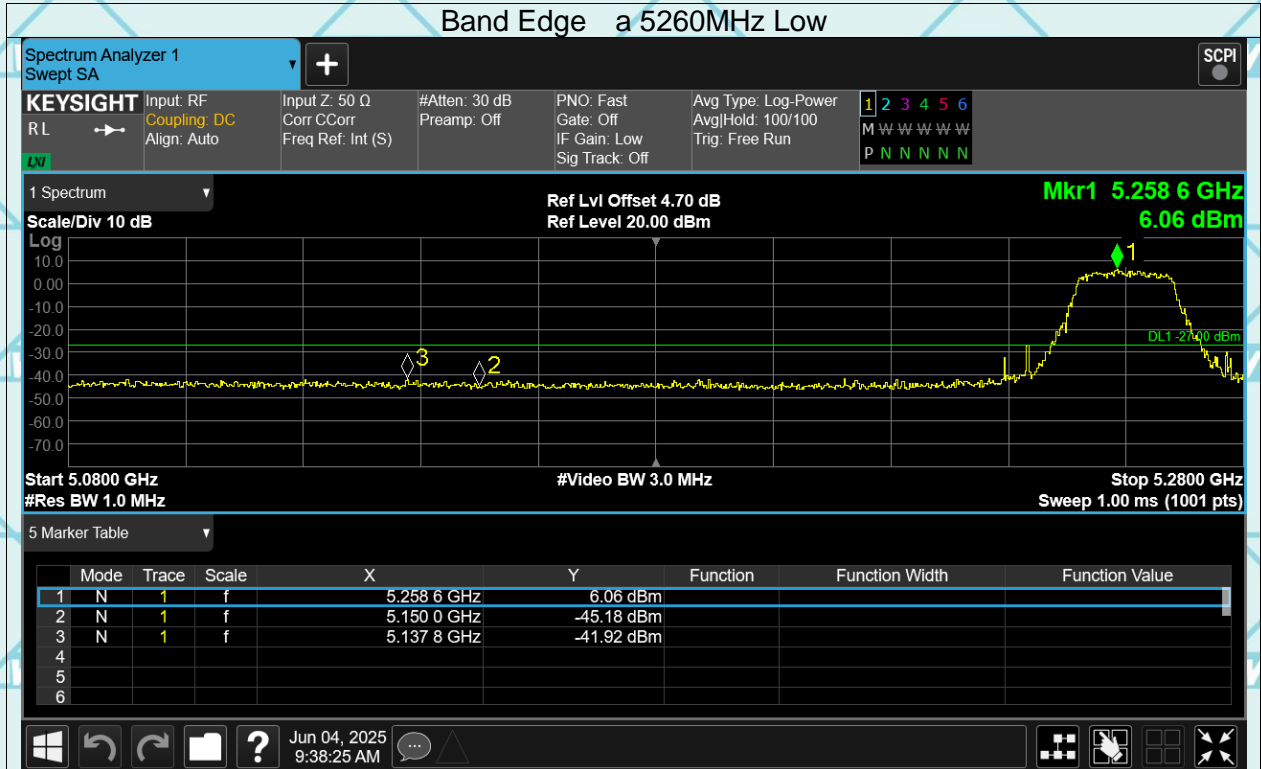 Band Edge a 5260MHz Low
Spectrum Analyzer 1
Swept SA
SCPI
KEYSIGHT
RL
LXI
Input: RF
Coupling: DC
Align: Auto
Input Z: 50 Ω
Corr CCorr
Freq Ref: Int (S)
#Atten: 30 dB
Preamp: Off
PNO: Fast
Gate: Off
IF Gain: Low
Sig Track: Off
Avg Type: Log-Power
Avg|Hold: 100/100
Trig: Free Run
1 2 3 4 5 6
M W W W W W
P N N N N N
1 Spectrum
Scale/Div 10 dB
Ref Lvl Offset 4.70 dB
Ref Level 20.00 dBm
Mkr1 5.258 6 GHz
6.06 dBm
Log
10.0
0.00
-10.0
-20.0
-30.0
-40.0
-50.0
-60.0
-70.0
1
DL1 -27.00 dBm
3
2
Start 5.0800 GHz
#Video BW 3.0 MHz
Stop 5.2800 GHz
#Res BW 1.0 MHz
Sweep 1.00 ms (1001 pts)
5 Marker Table
Mode Trace Scale X Y Function Function Width Function Value
1 N 1 f 5.258 6 GHz 6.06 dBm
2 N 1 f 5.150 0 GHz -45.18 dBm
3 N 1 f 5.137 8 GHz -41.92 dBm
4
5
6
?
Jun 04, 2025
9:38:25 AM